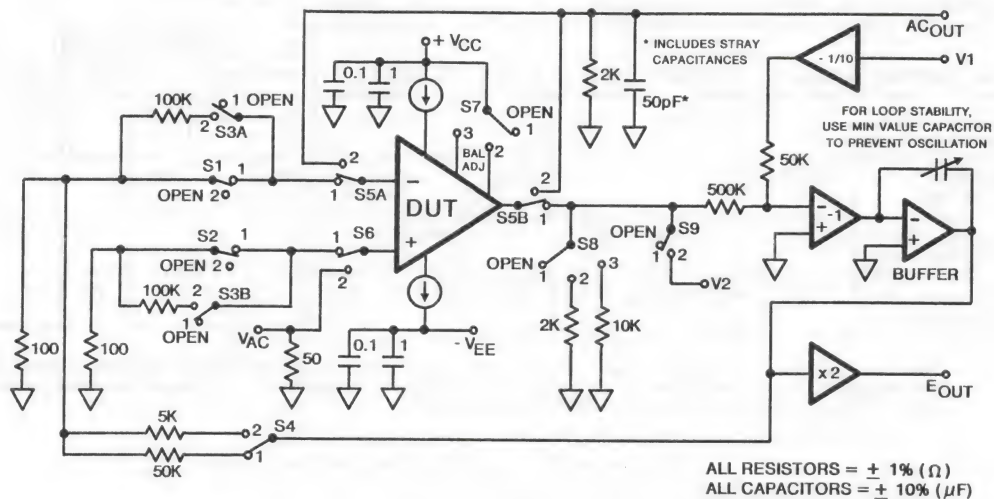 AC OUT
V1
- 1/10
* INCLUDES STRAY
CAPACITANCES
2K
50pF*
FOR LOOP STABILITY,
USE MIN VALUE CAPACITOR
TO PREVENT OSCILLATION
+ VCC
0.1
1
100K
1
OPEN
2
S3A
S7
OPEN
1
3
BAL
ADJ
2
50K
S1
1
OPEN 2
2
1
S5A
−
DUT
+
2
S5B
1
500K
−
-1
+
−
+
BUFFER
S2
1
OPEN 2
1
S6
2
S8
OPEN
1
2
3
OPEN
S9
1
2
V2
100K
2
S3B
1
OPEN
VAC
50
0.1
1
- VEE
2K
10K
100
100
x 2
EOUT
5K
2
S4
50K
1
ALL RESISTORS = ± 1% (Ω)
ALL CAPACITORS = ± 10% (μF)